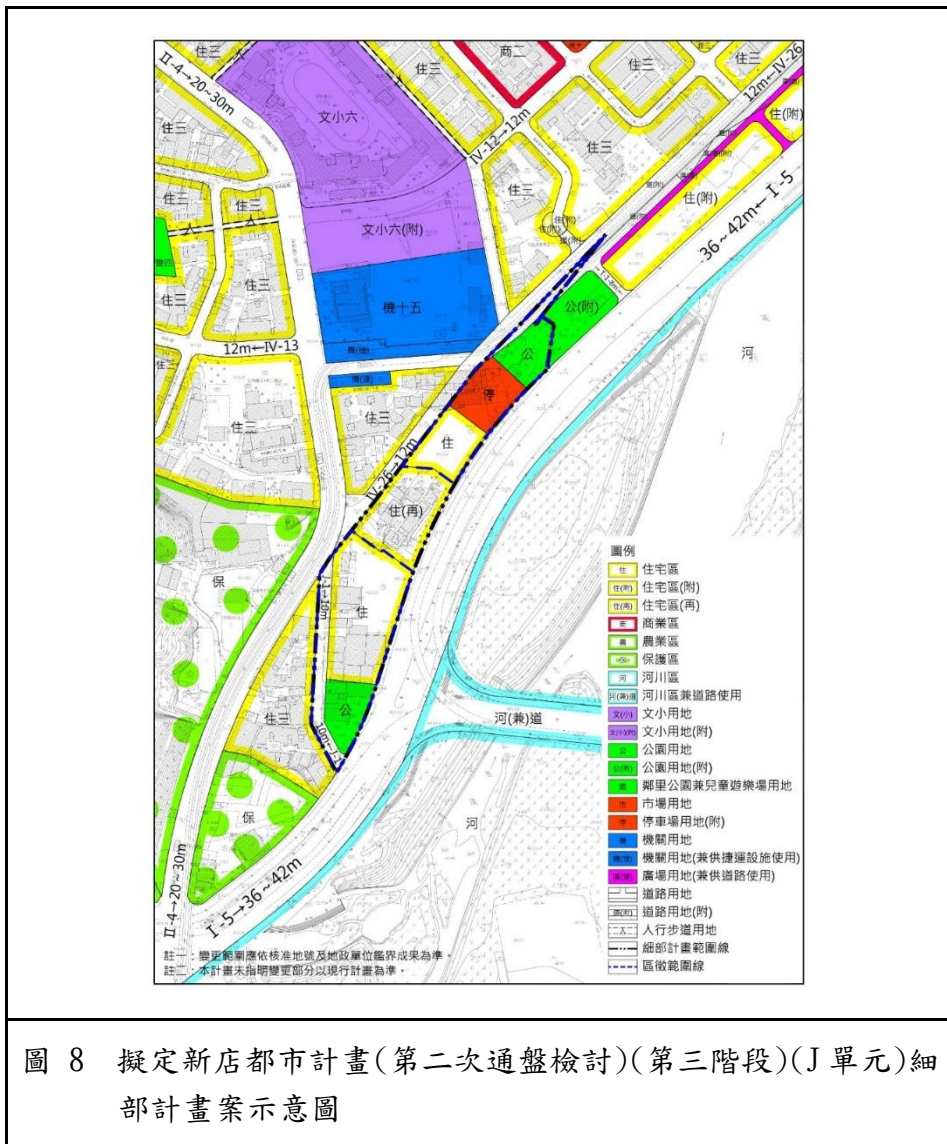 住三
商二
住三
住三
II-4→20~30m
12m←IV-26
文小六
住(附)
IV-12→12m
住三
住三
住三
住(附)
住三
住三
文小六(附)
36~42m←I-5
住三
住三
機十五
公(附)
河
12m←IV-13
公
停
住三
住
IV-26→12m
住(再)
保
住
J-1→10m
住三
公
10m←J-1
河(兼)道
保
河
I-5→36~42m
II-4→20~30m
圖例
住 住宅區
住(附) 住宅區(附)
住(再) 住宅區(再)
商 商業區
農 農業區
保 保護區
河 河川區
河(兼)道 河川區兼道路使用
文(小) 文小用地
文(小)(附) 文小用地(附)
公 公園用地
公(附) 公園用地(附)
鄰里公園兼兒童遊樂場用地
市 市場用地
停 停車場用地(附)
機 機關用地
機(捷) 機關用地(兼供捷運設施使用)
廣場用地(兼供道路使用)
道路用地
道(附) 道路用地(附)
人 人行步道用地
細部計畫範圍線
區徵範圍線
註一：變更範圍應依核准地號及地政單位鑑界成果為準。
註二：本計畫未指明變更部分以現行計畫為準。
圖 8 擬定新店都市計畫(第二次通盤檢討)(第三階段)(J 單元)細
部計畫案示意圖